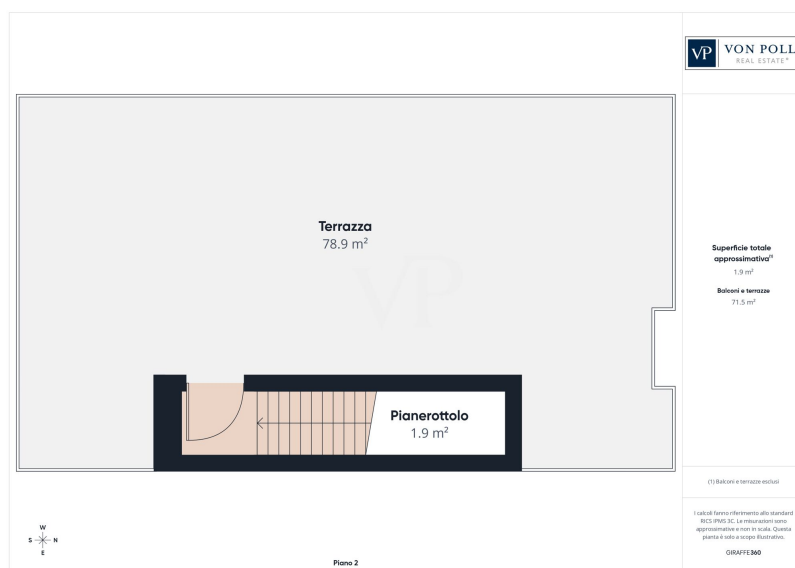 VP VON POLL
REAL ESTATE®
Terrazza
78.9 m²
VP
Superficie totale
approssimativa(1)
1.9 m²
Balconi e terrazze
71.5 m²
Pianerottolo
1.9 m²
(1) Balconi e terrazze esclusi
I calcoli fanno riferimento allo standard
RICS IPMS 3C. Le misurazioni sono
approssimative e non in scala. Questa
pianta è solo a scopo illustrativo.
GIRAFFE360
W
S N
E
Piano 2